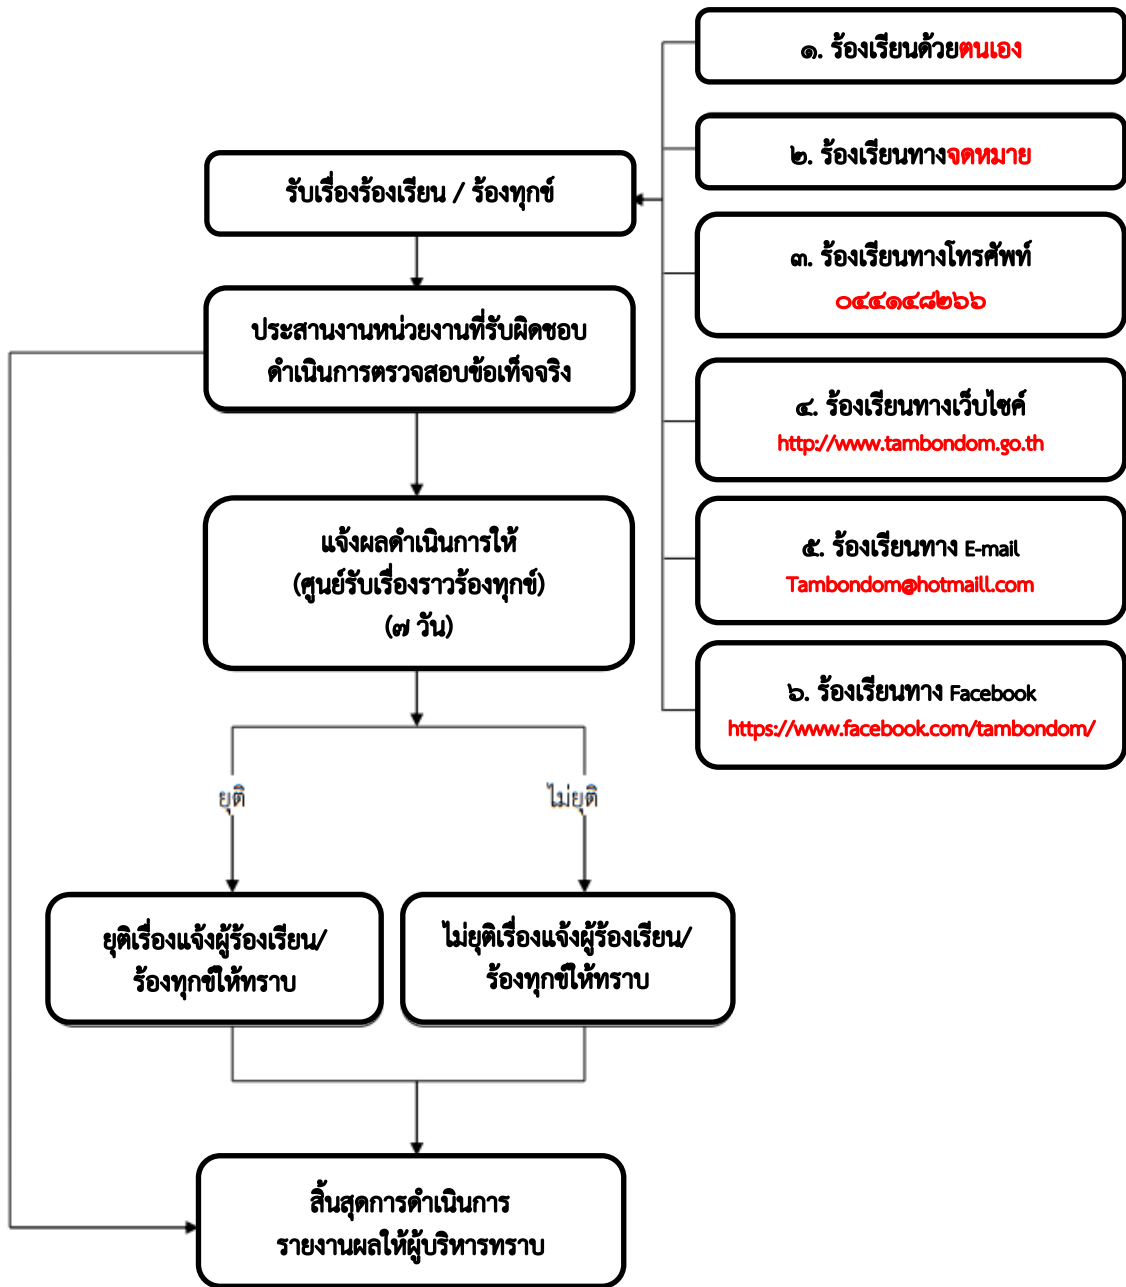 ๑. ร้องเรียนด้วยตนเอง
๒. ร้องเรียนทางจดหมาย
รับเรื่องร้องเรียน / ร้องทุกข์
๓. ร้องเรียนทางโทรศัพท์
๐๔๔๑๔๘๒๖๖
ประสานงานหน่วยงานที่รับผิดชอบ
ดำเนินการตรวจสอบข้อเท็จจริง
๔. ร้องเรียนทางเว็บไซค์
http://www.tambondom.go.th
แจ้งผลดำเนินการให้
(ศูนย์รับเรื่องราวร้องทุกข์)
(๗ วัน)
๕. ร้องเรียนทาง E-mail
Tambondom@hotmaill.com
๖. ร้องเรียนทาง Facebook
https://www.facebook.com/tambondom/
ยุติ
ไม่ยุติ
ยุติเรื่องแจ้งผู้ร้องเรียน/
ร้องทุกข์ให้ทราบ
ไม่ยุติเรื่องแจ้งผู้ร้องเรียน/
ร้องทุกข์ให้ทราบ
สิ้นสุดการดำเนินการ
รายงานผลให้ผู้บริหารทราบ